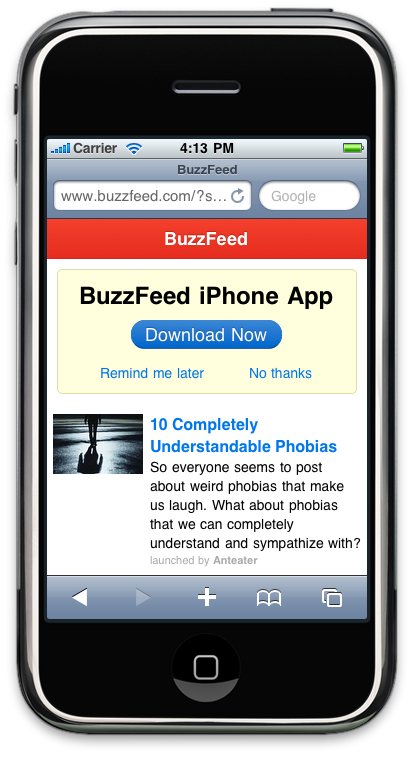 Carrier 4:13 PM
BuzzFeed
www.buzzfeed.com/?s... Google
BuzzFeed
BuzzFeed iPhone App
Download Now
Remind me later No thanks
10 Completely
Understandable Phobias
So everyone seems to post
about weird phobias that make
us laugh. What about phobias
that we can completely
understand and sympathize with?
launched by Anteater